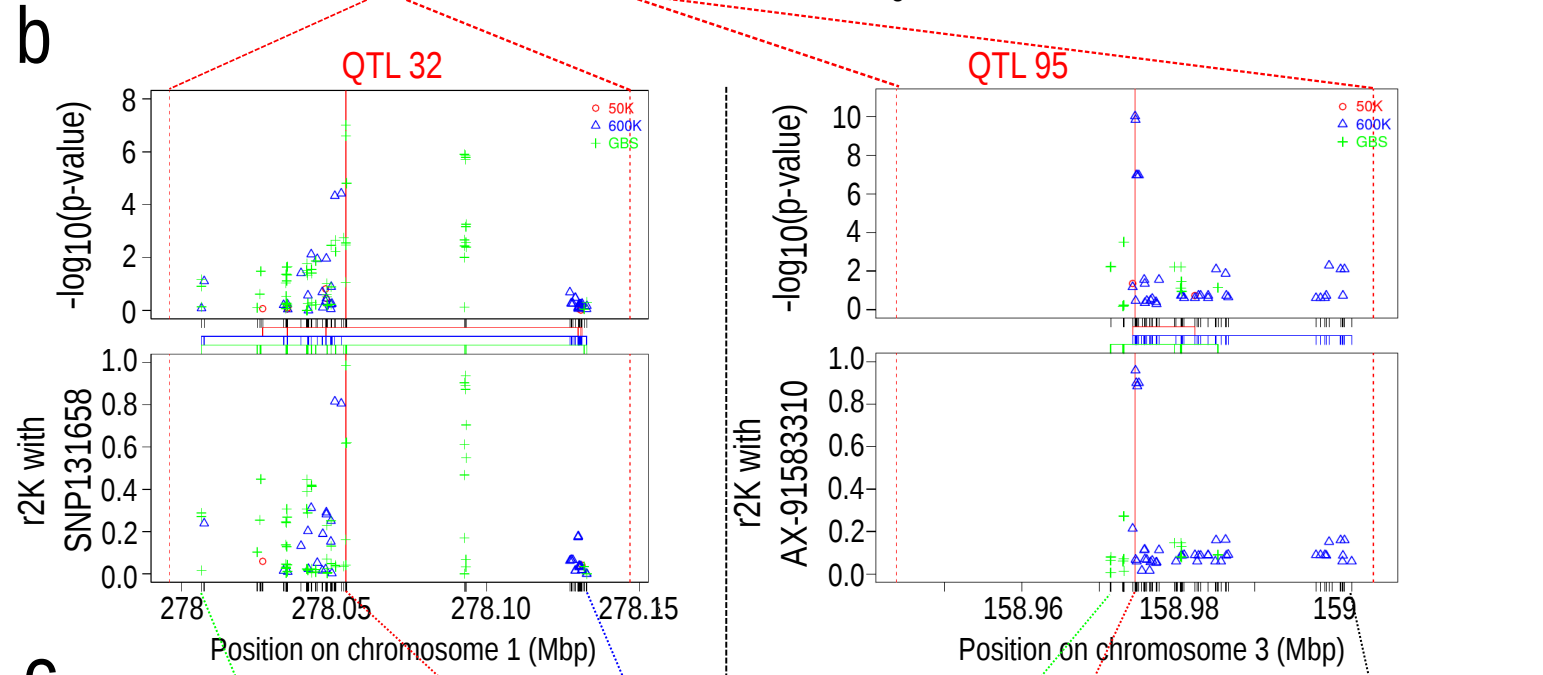 b
QTL 32
-log10(p-value)
8
6
4
2
0
50K
600K
GBS
r2K with
SNP131658
1.0
0.8
0.6
0.4
0.2
0.0
278
278.05
278.10
278.15
Position on chromosome 1 (Mbp)
QTL 95
-log10(p-value)
10
8
6
4
2
0
50K
600K
GBS
r2K with
AX-91583310
1.0
0.8
0.6
0.4
0.2
0.0
158.96
158.98
159
Position on chromosome 3 (Mbp)